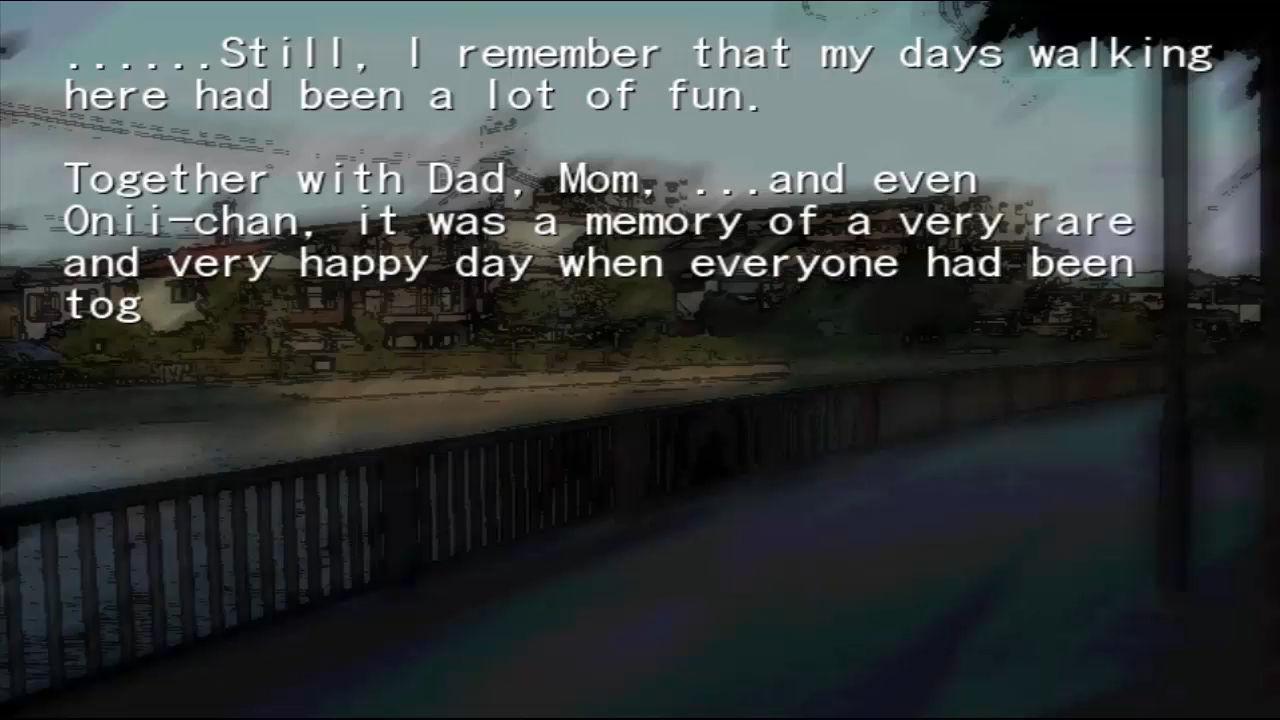 ......Still, I remember that my days walking
here had been a lot of fun.
Together with Dad, Mom, ...and even
Onii-chan, it was a memory of a very rare
and very happy day when everyone had been
tog